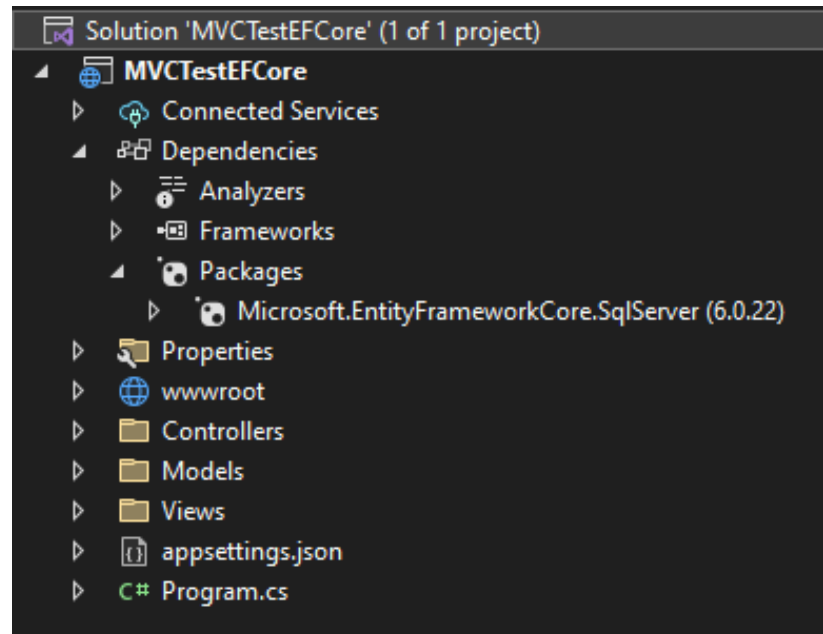 Solution 'MVCTestEFCore' (1 of 1 project)
MVCTestEFCore
Connected Services
Dependencies
Analyzers
Frameworks
Packages
Microsoft.EntityFrameworkCore.SqlServer (6.0.22)
Properties
wwwroot
Controllers
Models
Views
appsettings.json
C# Program.cs